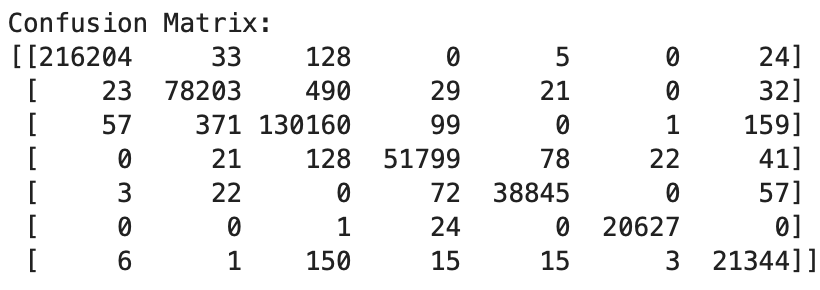 Confusion Matrix:
[[216204     33    128      0      5      0     24]
 [    23  78203    490     29     21      0     32]
 [    57    371 130160     99      0      1    159]
 [     0     21    128  51799     78     22     41]
 [     3     22      0     72  38845      0     57]
 [     0      0      1     24      0  20627      0]
 [     6      1    150     15     15      3  21344]]